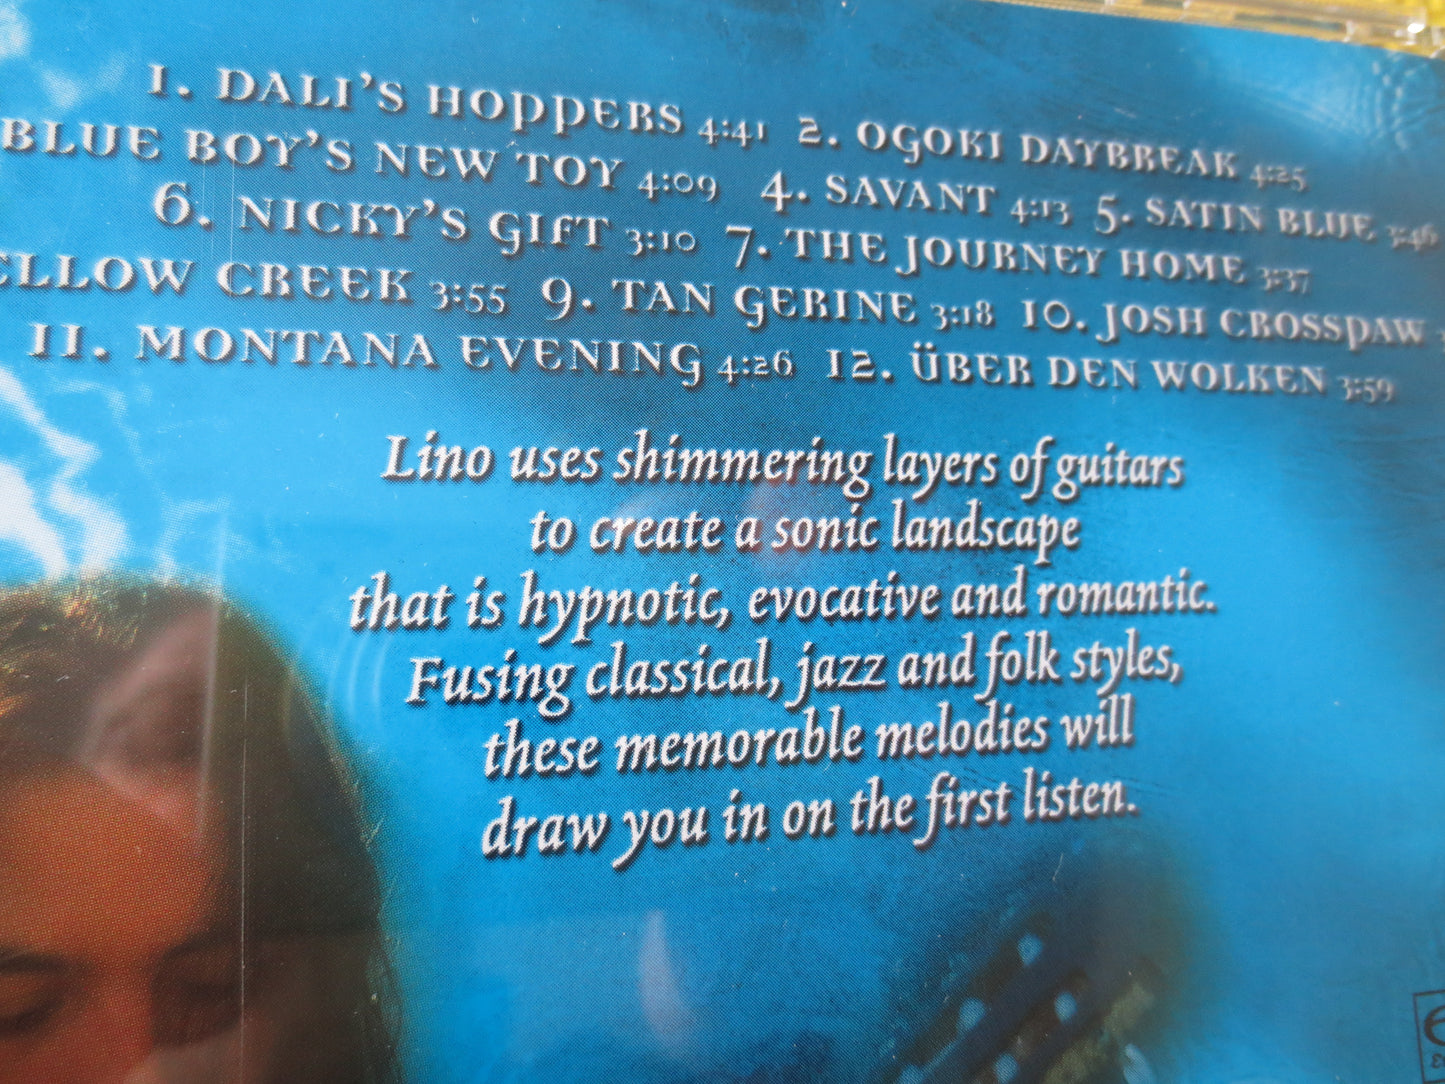 1. DALI'S HOPPERS 4:41 2. OGOKI DAYBREAK 4:25
BLUE BOY'S NEW TOY 4:09 4. SAVANT 4:13 5. SATIN BLUE 3:46
6. NICKY'S GIFT 3:10 7. THE JOURNEY HOME 3:37
ELLOW CREEK 3:55 9. TAN GERINE 3:18 10. JOSH CROSSPAW
11. MONTANA EVENING 4:26 12. ÜBER DEN WOLKEN 3:59
Lino uses shimmering layers of guitars
to create a sonic landscape
that is hypnotic, evocative and romantic.
Fusing classical, jazz and folk styles,
these memorable melodies will
draw you in on the first listen.